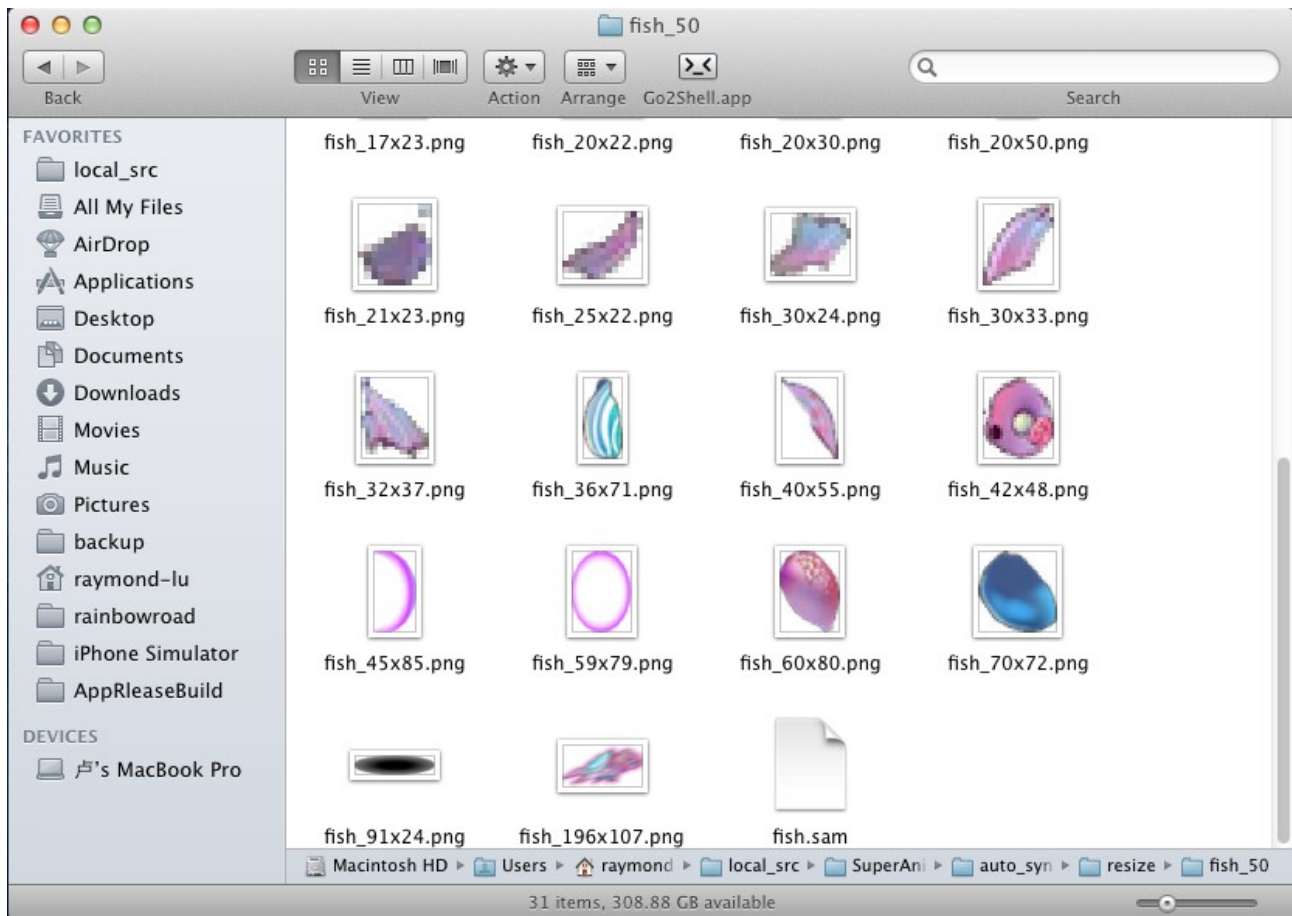 fish_50
Back
View
Action
Arrange
Go2Shell.app
Search
FAVORITES
local_src
All My Files
AirDrop
Applications
Desktop
Documents
Downloads
Movies
Music
Pictures
backup
raymond-lu
rainbowroad
iPhone Simulator
AppRleaseBuild
DEVICES
卢's MacBook Pro
fish_17x23.png fish_20x22.png fish_20x30.png fish_20x50.png
fish_21x23.png fish_25x22.png fish_30x24.png fish_30x33.png
fish_32x37.png fish_36x71.png fish_40x55.png fish_42x48.png
fish_45x85.png fish_59x79.png fish_60x80.png fish_70x72.png
fish_91x24.png fish_196x107.png fish.sam
Macintosh HD Users raymond local_src SuperAni auto_syn resize fish_50
31 items, 308.88 GB available